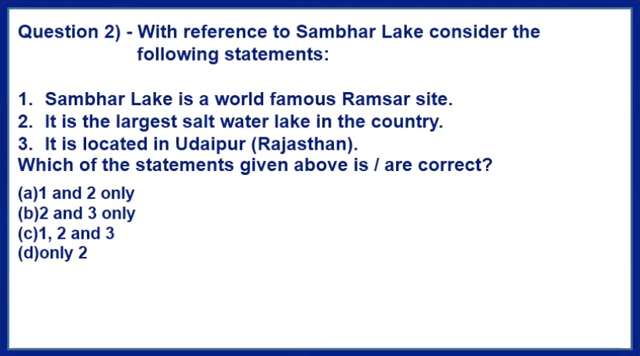 Question 2) - With reference to Sambhar Lake consider the
following statements:
1. Sambhar Lake is a world famous Ramsar site.
2. It is the largest salt water lake in the country.
3. It is located in Udaipur (Rajasthan).
Which of the statements given above is / are correct?
(a)1 and 2 only
(b)2 and 3 only
(c)1, 2 and 3
(d)only 2